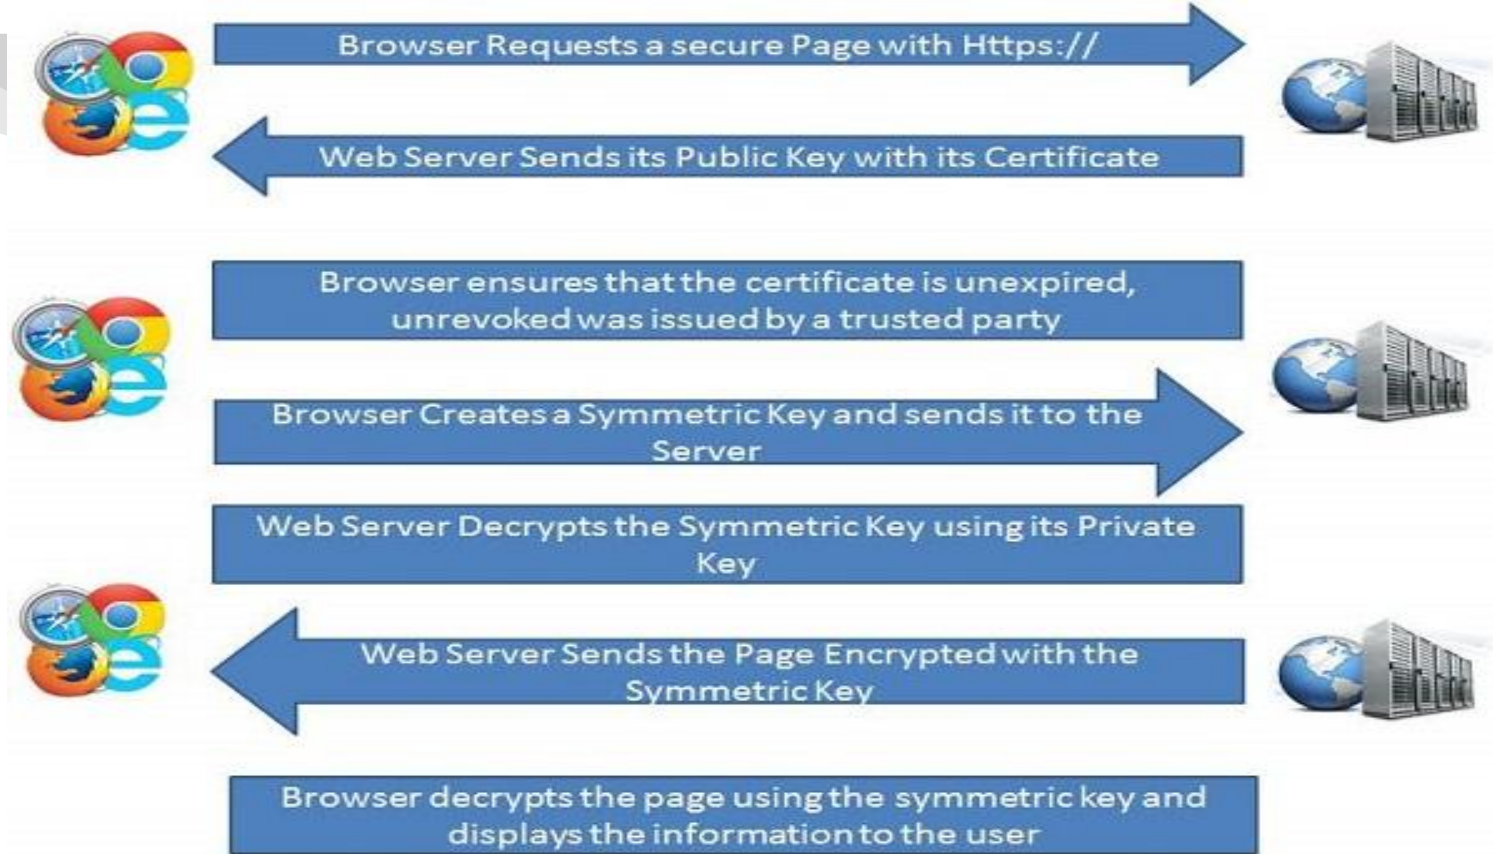 Browser Requests a secure Page with Https://
Web Server Sends its Public Key with its Certificate
Browser ensures that the certificate is unexpired,
unrevoked was issued by a trusted party
Browser Creates a Symmetric Key and sends it to the
Server
Web Server Decrypts the Symmetric Key using its Private
Key
Web Server Sends the Page Encrypted with the
Symmetric Key
Browser decrypts the page using the symmetric key and
displays the information to the user